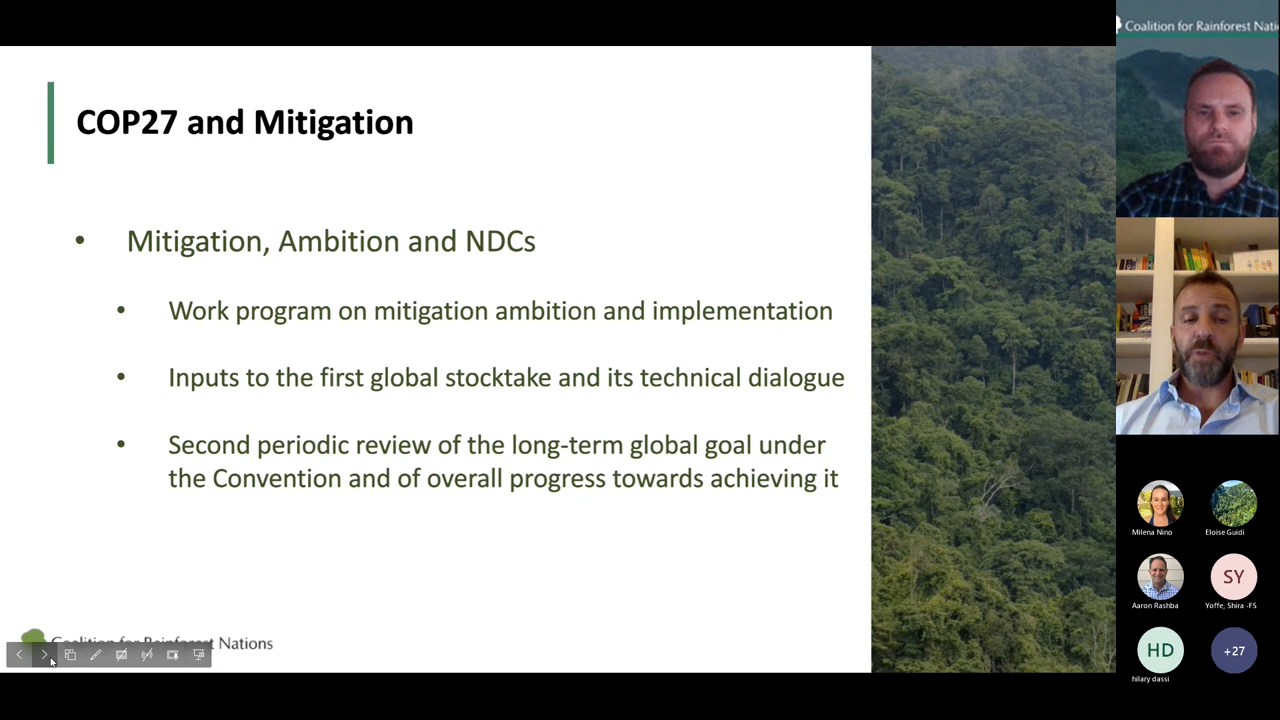 COP27 and Mitigation
• Mitigation, Ambition and NDCs
• Work program on mitigation ambition and implementation
• Inputs to the first global stocktake and its technical dialogue
• Second periodic review of the long-term global goal under
the Convention and of overall progress towards achieving it
Coalition for Rainforest Nations
Coalition for Rainforest Nati
Milena Nino
Eloise Guidi
Aaron Rashba
SY
Yoffe, Shira -FS
HD
hilary dassi
+27